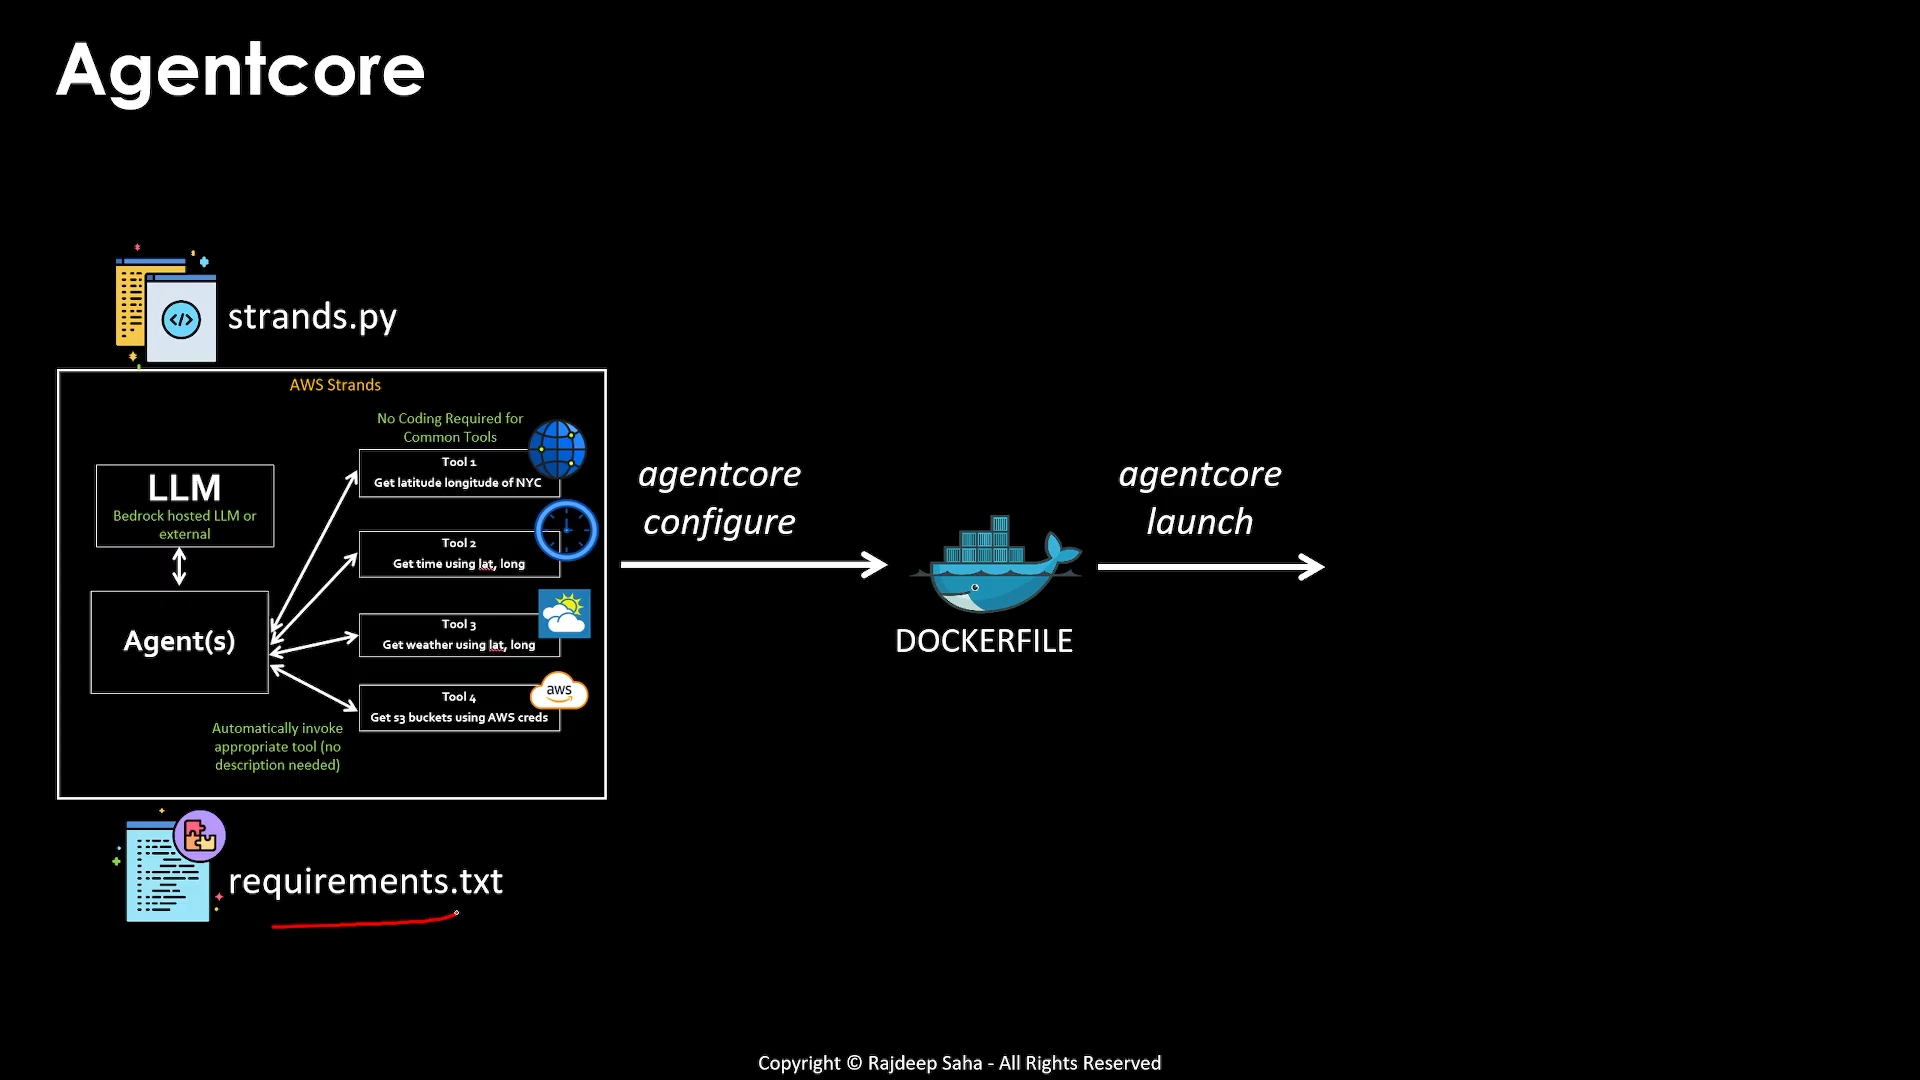 Agentcore
strands.py
AWS Strands
No Coding Required for
Common Tools
LLM
Bedrock hosted LLM or
external
Agent(s)
Tool 1
Get latitude longitude of NYC
Tool 2
Get time using lat, long
Tool 3
Get weather using lat, long
aws
Tool 4
Get s3 buckets using AWS creds
Automatically invoke
appropriate tool (no
description needed)
requirements.txt
agentcore
configure
DOCKERFILE
agentcore
launch
Copyright © Rajdeep Saha - All Rights Reserved